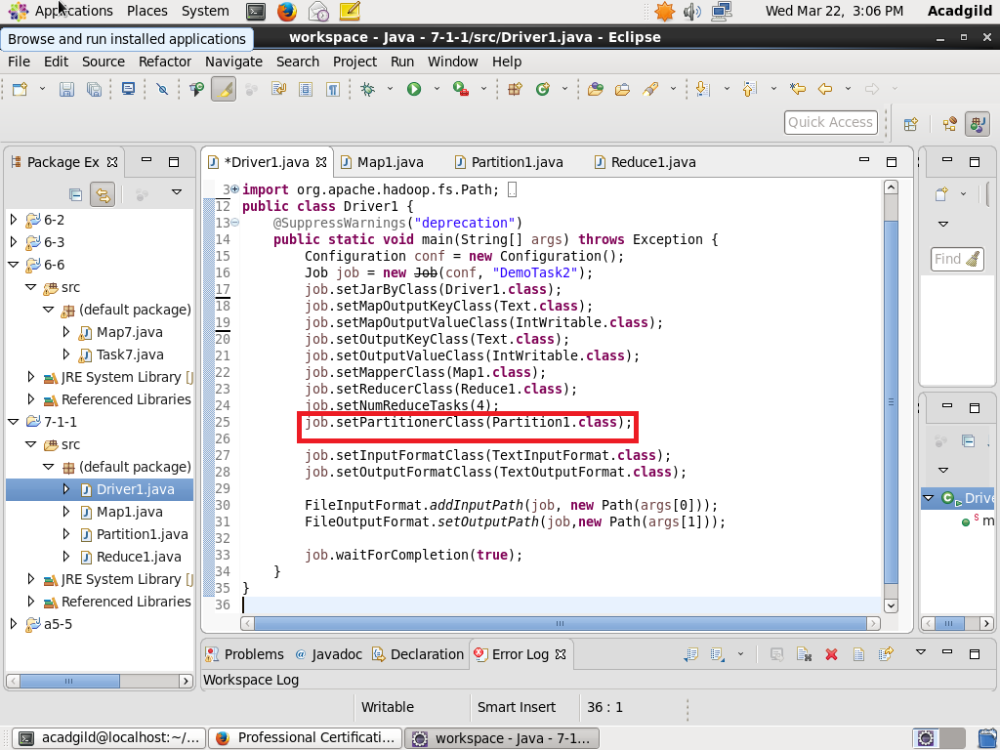 Applications Places System Wed Mar 22, 3:06 PM Acadgild
Browse and run installed applications
workspace - Java - 7-1-1/src/Driver1.java - Eclipse
File Edit Source Refactor Navigate Search Project Run Window Help
Quick Access
Package Ex
6-2
6-3
6-6
src
(default package)
Map7.java
Task7.java
JRE System Library [J
Referenced Libraries
7-1-1
src
(default package)
Driver1.java
Map1.java
Partition1.java
Reduce1.java
JRE System Library [J
Referenced Libraries
a5-5
*Driver1.java Map1.java Partition1.java Reduce1.java
3 import org.apache.hadoop.fs.Path;
12 public class Driver1 {
13 @SuppressWarnings("deprecation")
14 public static void main(String[] args) throws Exception {
15 Configuration conf = new Configuration();
16 Job job = new Job(conf, "DemoTask2");
17 job.setJarByClass(Driver1.class);
18 job.setMapOutputKeyClass(Text.class);
19 job.setMapOutputValueClass(IntWritable.class);
20 job.setOutputKeyClass(Text.class);
21 job.setOutputValueClass(IntWritable.class);
22 job.setMapperClass(Map1.class);
23 job.setReducerClass(Reduce1.class);
24 job.setNumReduceTasks(4);
25 job.setPartitionerClass(Partition1.class);
26
27 job.setInputFormatClass(TextInputFormat.class);
28 job.setOutputFormatClass(TextOutputFormat.class);
29
30 FileInputFormat.addInputPath(job, new Path(args[0]));
31 FileOutputFormat.setOutputPath(job,new Path(args[1]));
32
33 job.waitForCompletion(true);
34 }
35 }
36
Find
Drive
S m
Problems @ Javadoc Declaration Error Log
Workspace Log
Writable Smart Insert 36 : 1
acadgild@localhost:~/... Professional Certificati... workspace - Java - 7-1...